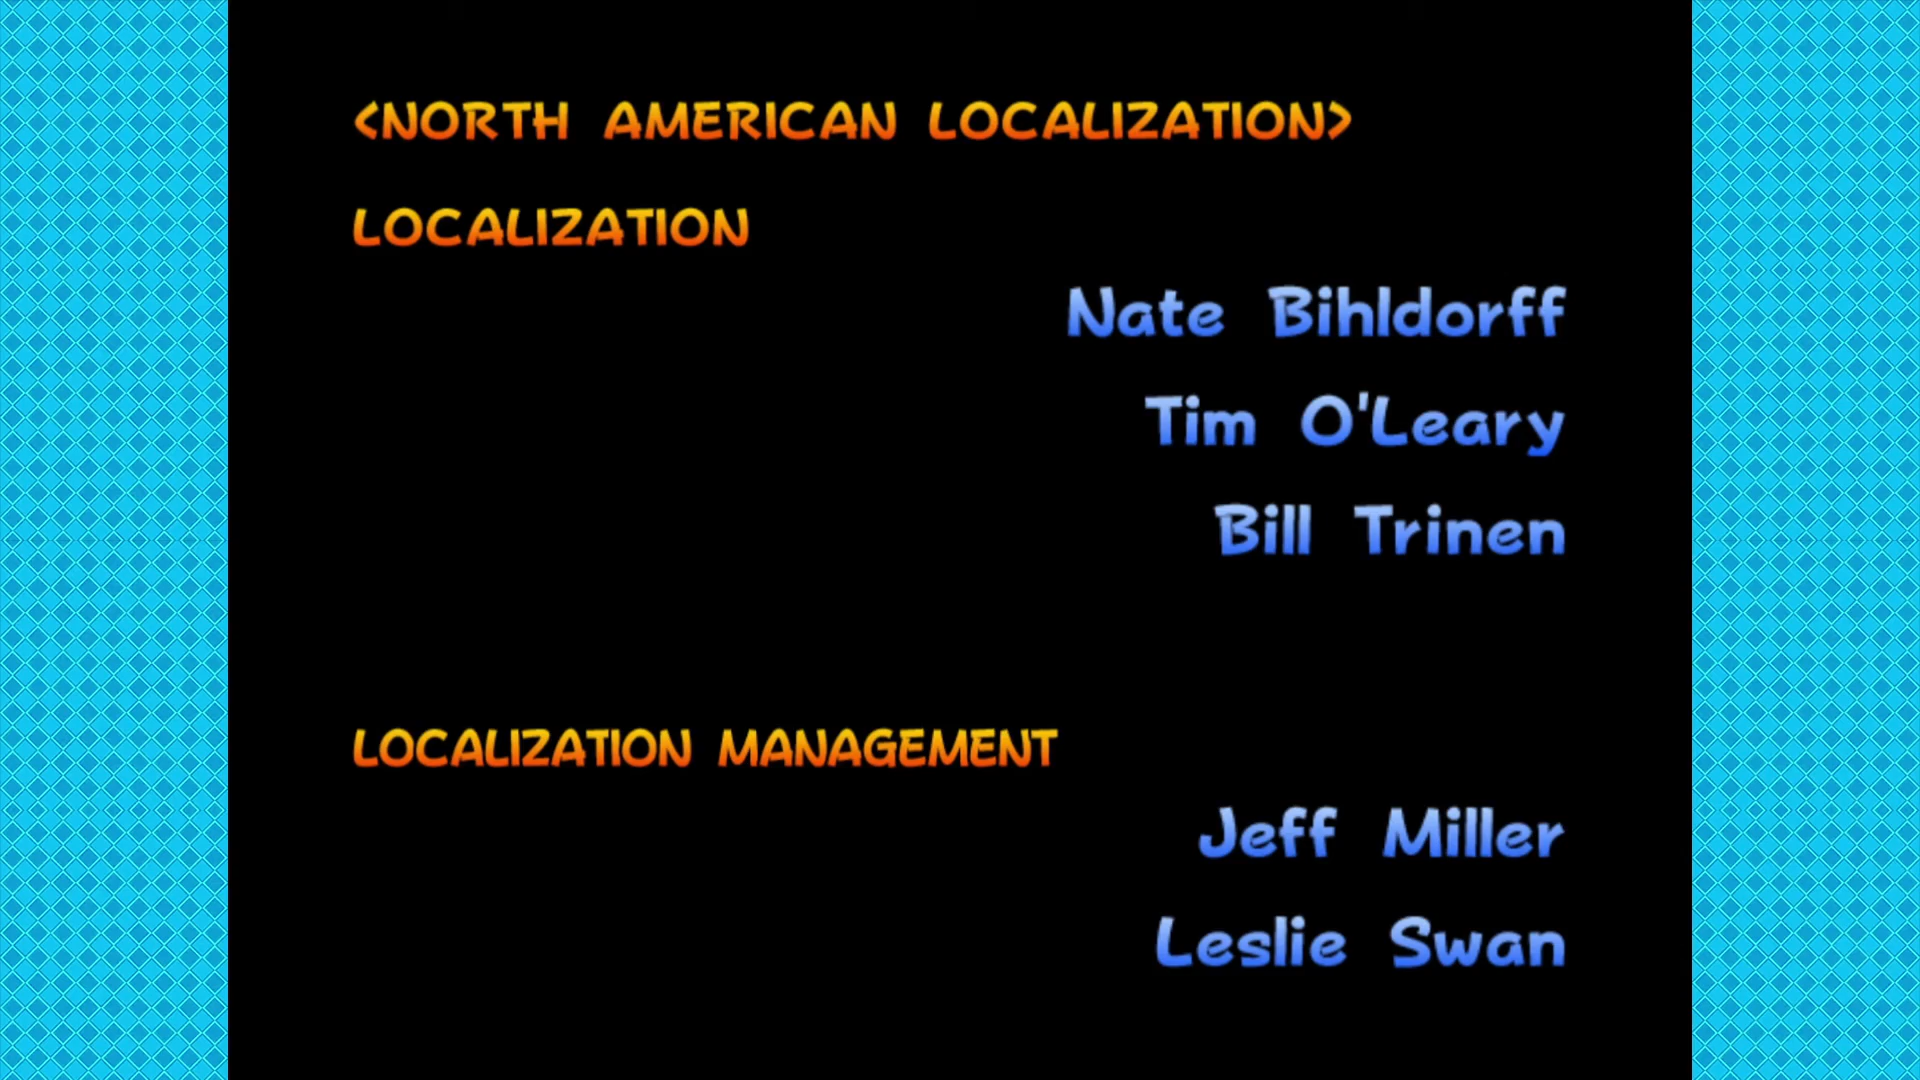 <NORTH AMERICAN LOCALIZATION>
LOCALIZATION
Nate Bihldorff
Tim O'Leary
Bill Trinen
LOCALIZATION MANAGEMENT
Jeff Miller
Leslie Swan